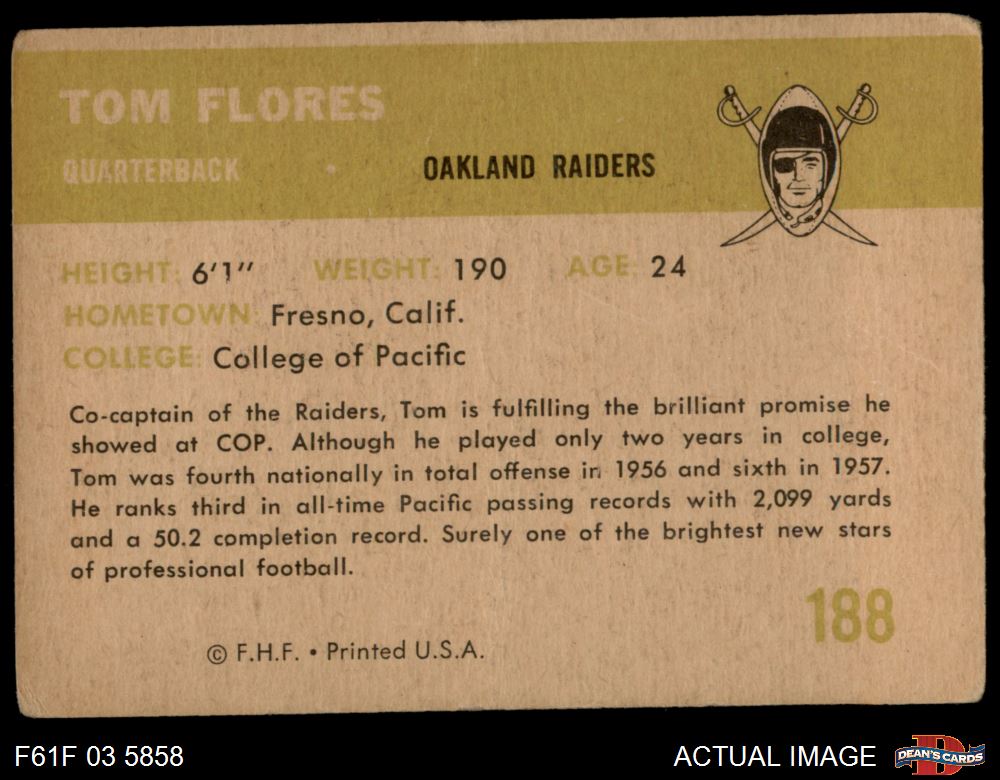 TOM FLORES
QUARTERBACK • OAKLAND RAIDERS
HEIGHT: 6'1" WEIGHT: 190 AGE: 24
HOMETOWN: Fresno, Calif.
COLLEGE: College of Pacific
Co-captain of the Raiders, Tom is fulfilling the brilliant promise he
showed at COP. Although he played only two years in college,
Tom was fourth nationally in total offense in 1956 and sixth in 1957.
He ranks third in all-time Pacific passing records with 2,099 yards
and a 50.2 completion record. Surely one of the brightest new stars
of professional football.
188
© F.H.F. • Printed U.S.A.
F61F 03 5858
ACTUAL IMAGE
DEAN'S CARDS